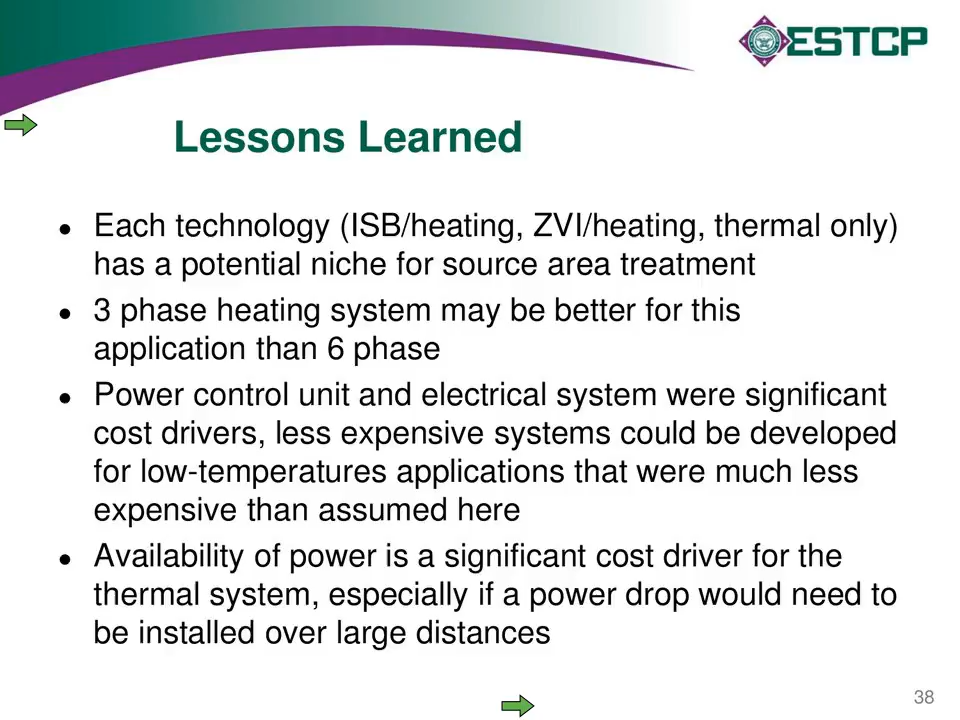 ESTCP
Lessons Learned
● Each technology (ISB/heating, ZVI/heating, thermal only)
has a potential niche for source area treatment
● 3 phase heating system may be better for this
application than 6 phase
● Power control unit and electrical system were significant
cost drivers, less expensive systems could be developed
for low-temperatures applications that were much less
expensive than assumed here
● Availability of power is a significant cost driver for the
thermal system, especially if a power drop would need to
be installed over large distances
38